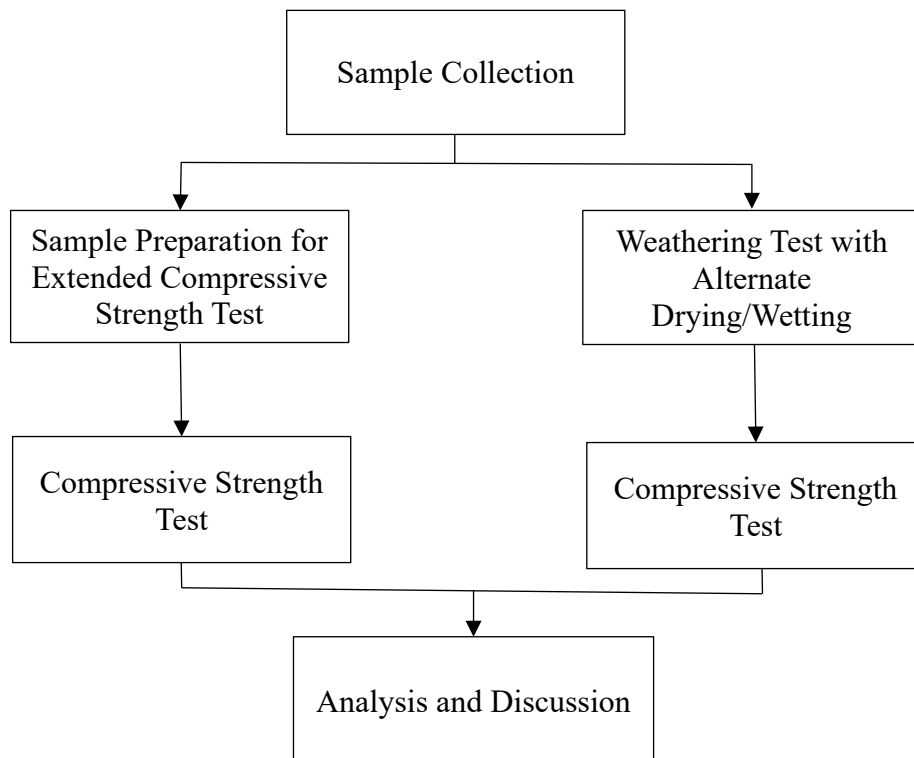 Sample Collection
Sample Preparation for
Extended Compressive
Strength Test
Weathering Test with
Alternate
Drying/Wetting
Compressive Strength
Test
Compressive Strength
Test
Analysis and Discussion